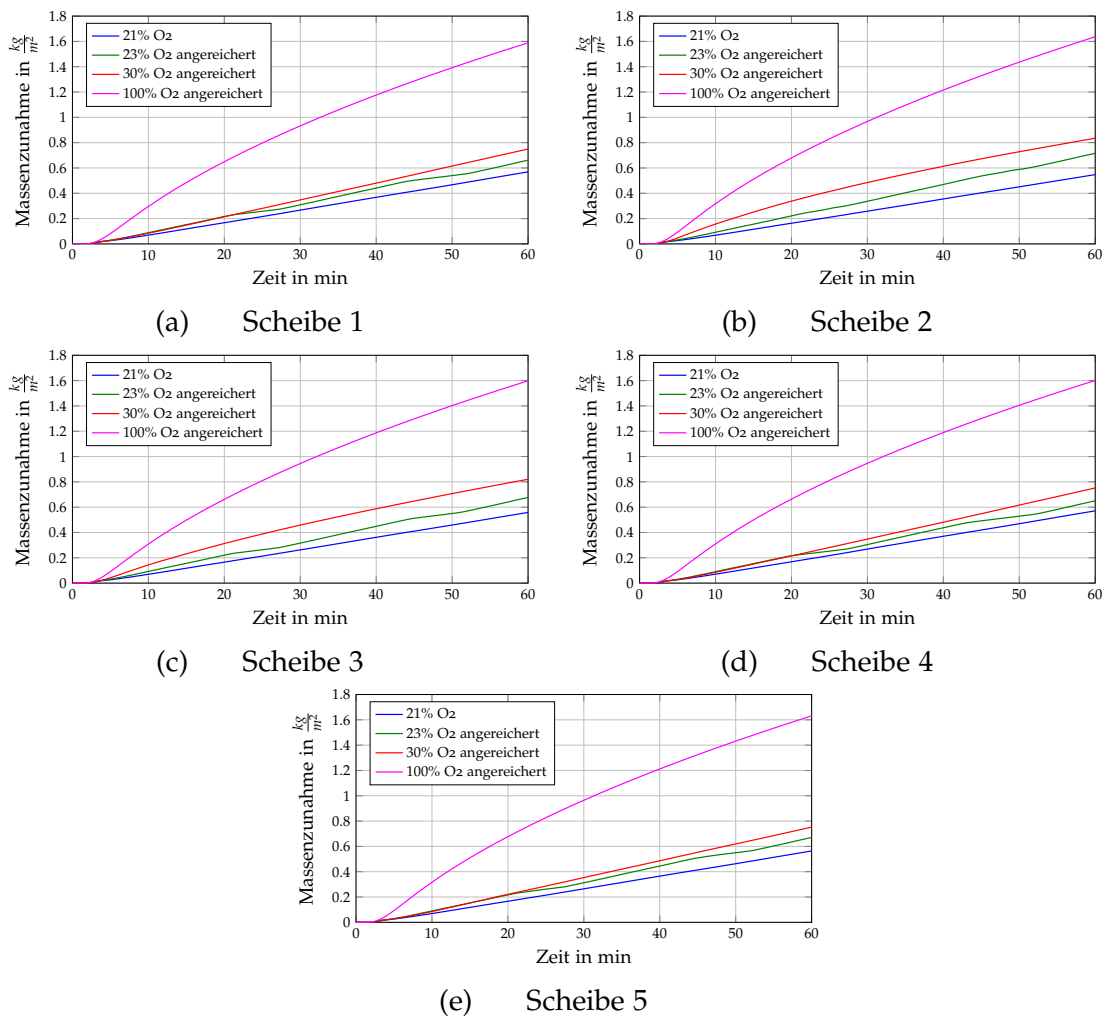 Massenzunahme in kg/m²
1.8
1.6
1.4
1.2
1
0.8
0.6
0.4
0.2
0
21% O2
23% O2 angereichert
30% O2 angereichert
100% O2 angereichert
0 10 20 30 40 50 60
Zeit in min
(a) Scheibe 1
Massenzunahme in kg/m²
1.8
1.6
1.4
1.2
1
0.8
0.6
0.4
0.2
0
21% O2
23% O2 angereichert
30% O2 angereichert
100% O2 angereichert
0 10 20 30 40 50 60
Zeit in min
(b) Scheibe 2
Massenzunahme in kg/m²
1.8
1.6
1.4
1.2
1
0.8
0.6
0.4
0.2
0
21% O2
23% O2 angereichert
30% O2 angereichert
100% O2 angereichert
0 10 20 30 40 50 60
Zeit in min
(c) Scheibe 3
Massenzunahme in kg/m²
1.8
1.6
1.4
1.2
1
0.8
0.6
0.4
0.2
0
21% O2
23% O2 angereichert
30% O2 angereichert
100% O2 angereichert
0 10 20 30 40 50 60
Zeit in min
(d) Scheibe 4
Massenzunahme in kg/m²
1.8
1.6
1.4
1.2
1
0.8
0.6
0.4
0.2
0
21% O2
23% O2 angereichert
30% O2 angereichert
100% O2 angereichert
0 10 20 30 40 50 60
Zeit in min
(e) Scheibe 5